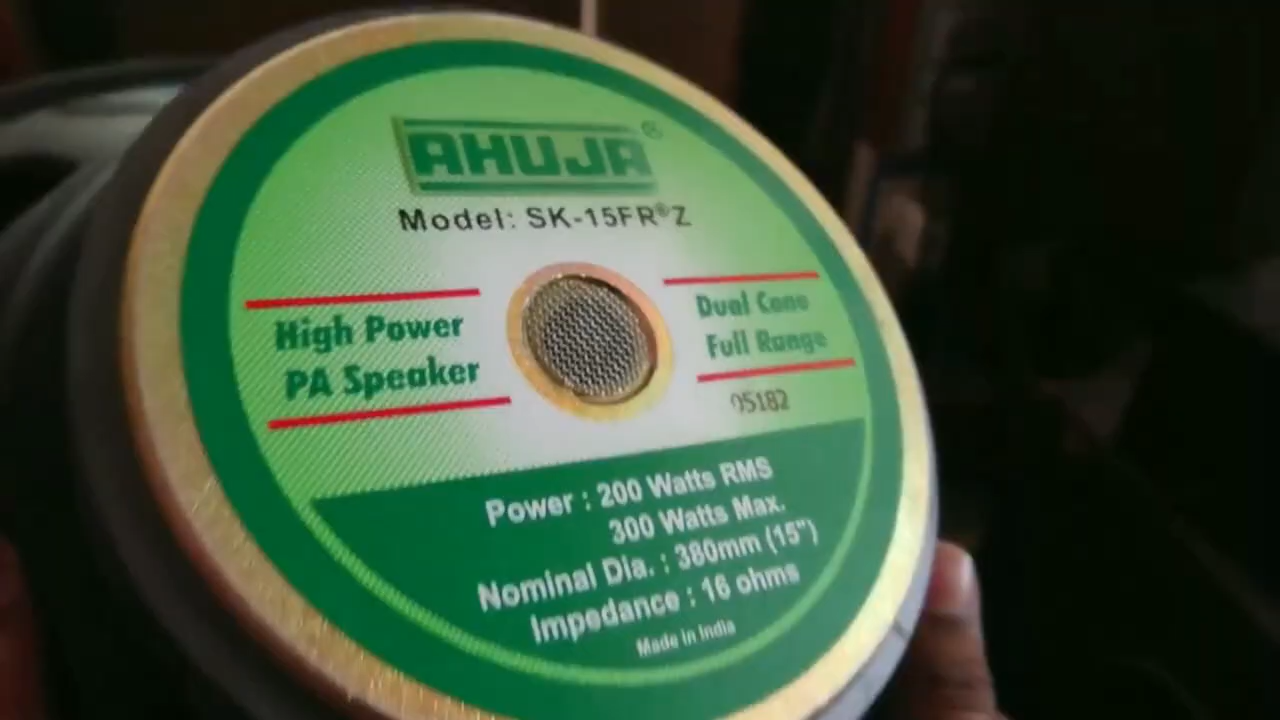 AHUJA®
Model: SK-15FR®Z
High Power
PA Speaker
Dual Cone
Full Range
05182
Power : 200 Watts RMS
300 Watts Max.
Nominal Dia. : 380mm (15")
Impedance : 16 ohms
Made in India